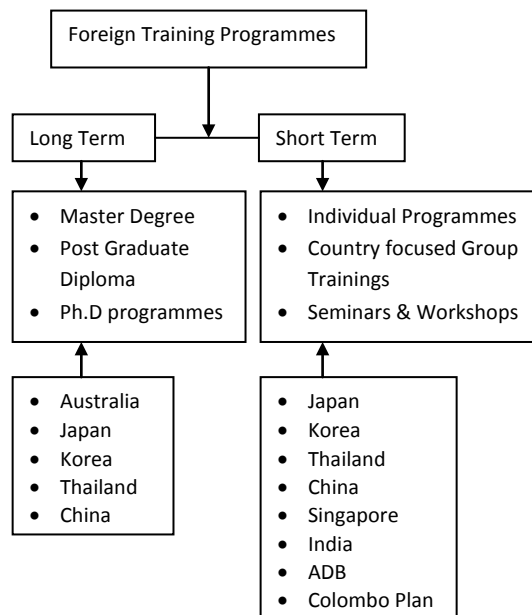 Foreign Training Programmes
Long Term
Short Term
• Master Degree
• Post Graduate
Diploma
• Ph.D programmes
• Individual Programmes
• Country focused Group
Trainings
• Seminars & Workshops
• Australia
• Japan
• Korea
• Thailand
• China
• Japan
• Korea
• Thailand
• China
• Singapore
• India
• ADB
• Colombo Plan